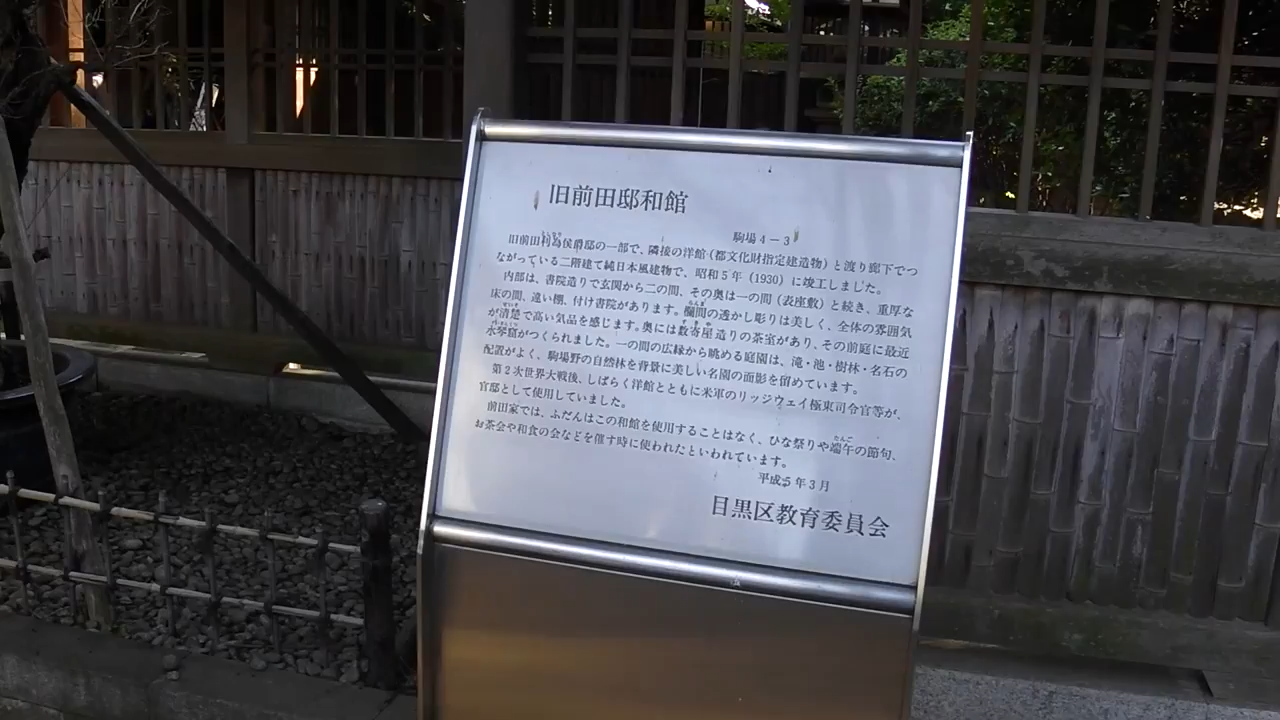 旧前田邸和館
駒場4－3
旧前田利為侯爵邸の一部で、隣接の洋館（都文化財指定建造物）と渡り廊下でつ
ながっている二階建て純日本風建物で、昭和5年（1930）に竣工しました。
内部は、書院造りで玄関から二の間、その奥は一の間（表座敷）と続き、重厚な
床の間、違い棚、付け書院があります。欄間の透かし彫りは美しく、全体の雰囲気
が清楚で高い気品を感じます。奥には数寄屋造りの茶室があり、その前庭に最近
水琴窟がつくられました。一の間の広縁から眺める庭園は、滝・池・樹林・名石の
配置がよく、駒場野の自然林を背景に美しい名園の面影を留めています。
第2次世界大戦後、しばらく洋館とともに米軍のリッジウェイ極東司令官等が、
官邸として使用していました。
前田家では、ふだんはこの和館を使用することはなく、ひな祭りや端午の節句、
お茶会や和食の会などを催す時に使われたといわれています。
平成5年3月
目黒区教育委員会